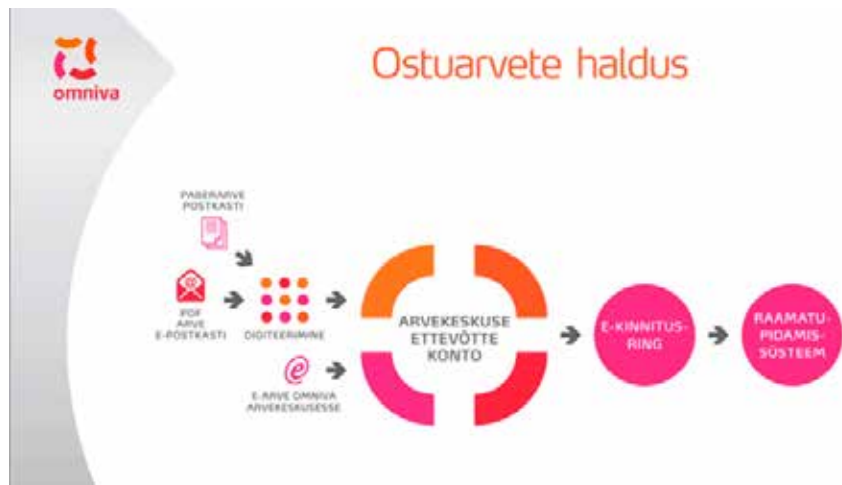 omniva
Ostuarvete haldus
PABERARVE
POSTKASTI
PDF
ARVE
E-POSTKASTI
DIGITEERIMINE
E-ARVE OMNIVA
ARVEKESKUSESSE
ARVEKESKUSE
ETTEVÕTTE
KONTO
E-KINNITUS-
RING
RAAMATU-
PIDAMIS-
SÜSTEEM